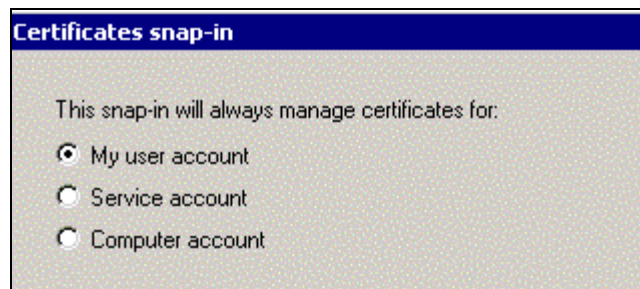 Certificates snap-in
This snap-in will always manage certificates for:
My user account
Service account
Computer account